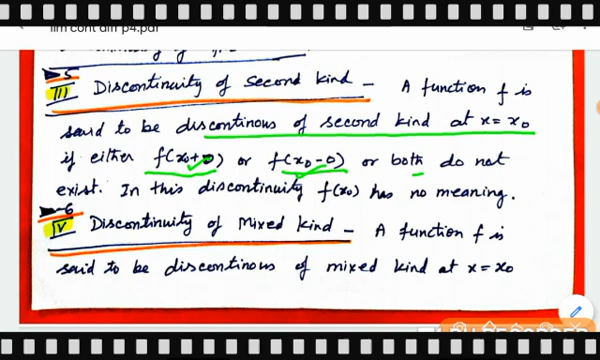 lim cont diff p4.pdf
D-5
III Discontinuity of Second kind - A function f is
said to be discontinous of second kind at x = x0
if either f(x0+0) or f(x0-0) or both do not
exist. In this discontinuity f(x0) has no meaning.
D-6
IV Discontinuity of Mixed kind - A function f is
said to be discontinous of mixed kind at x = x0